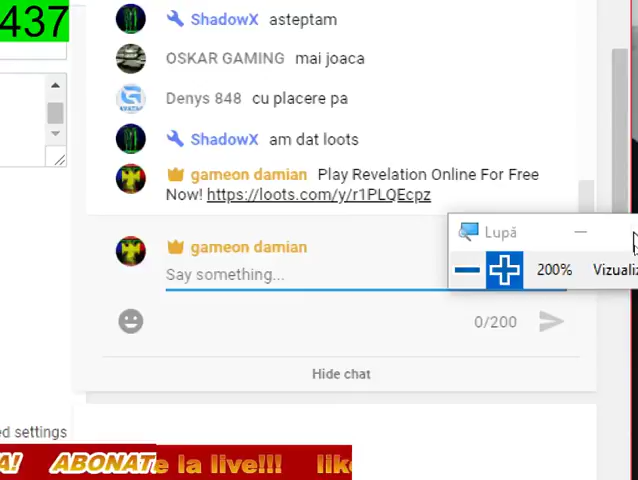 437
ShadowX asteptam
OSKAR GAMING mai joaca
Denys 848 cu placere pa
ShadowX am dat loots
gameon damian Play Revelation Online For Free
Now! https://loots.com/y/r1PLQEcpz
Lupă
gameon damian
200%
Say something...
0/200
Hide chat
ed settings
A! ABONAT e la live!!! lik